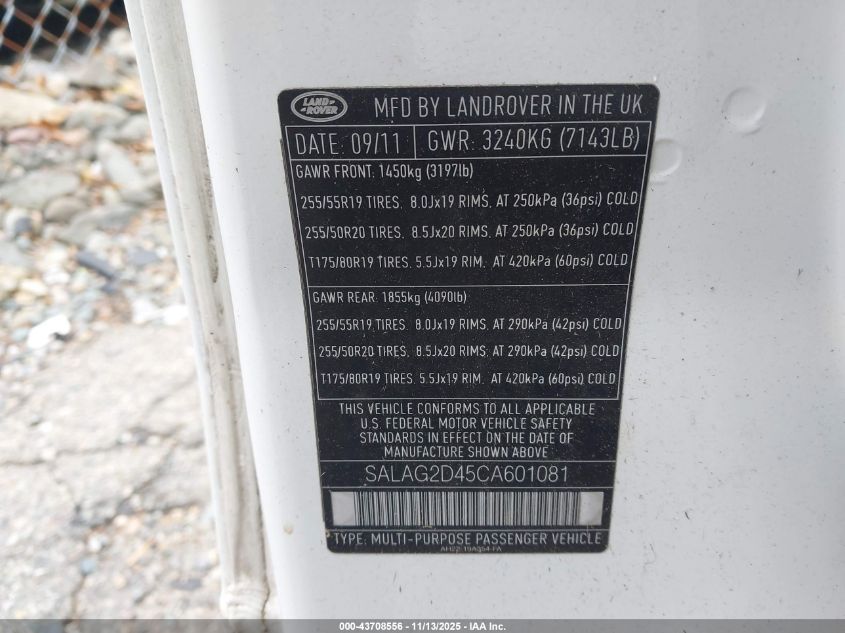 LAND ROVER
MFD BY LANDROVER IN THE UK
DATE: 09/11 GWR: 3240KG (7143LB)
GAWR FRONT: 1450kg (3197lb)
255/55R19 TIRES, 8.0Jx19 RIMS, AT 250kPa (36psi) COLD
255/50R20 TIRES, 8.5Jx20 RIMS, AT 250kPa (36psi) COLD
T175/80R19 TIRES, 5.5Jx19 RIM, AT 420kPa (60psi) COLD
GAWR REAR: 1855kg (4090lb)
255/55R19 TIRES, 8.0Jx19 RIMS, AT 290kPa (42psi) COLD
255/50R20 TIRES, 8.5Jx20 RIMS, AT 290kPa (42psi) COLD
T175/80R19 TIRES, 5.5Jx19 RIM, AT 420kPa (60psi) COLD
THIS VEHICLE CONFORMS TO ALL APPLICABLE
U.S. FEDERAL MOTOR VEHICLE SAFETY
STANDARDS IN EFFECT ON THE DATE OF
MANUFACTURE SHOWN ABOVE
SALAG2D45CA601081
TYPE: MULTI-PURPOSE PASSENGER VEHICLE
AH22-15A354-FA
000-43708556 - 11/13/2025 - IAA Inc.